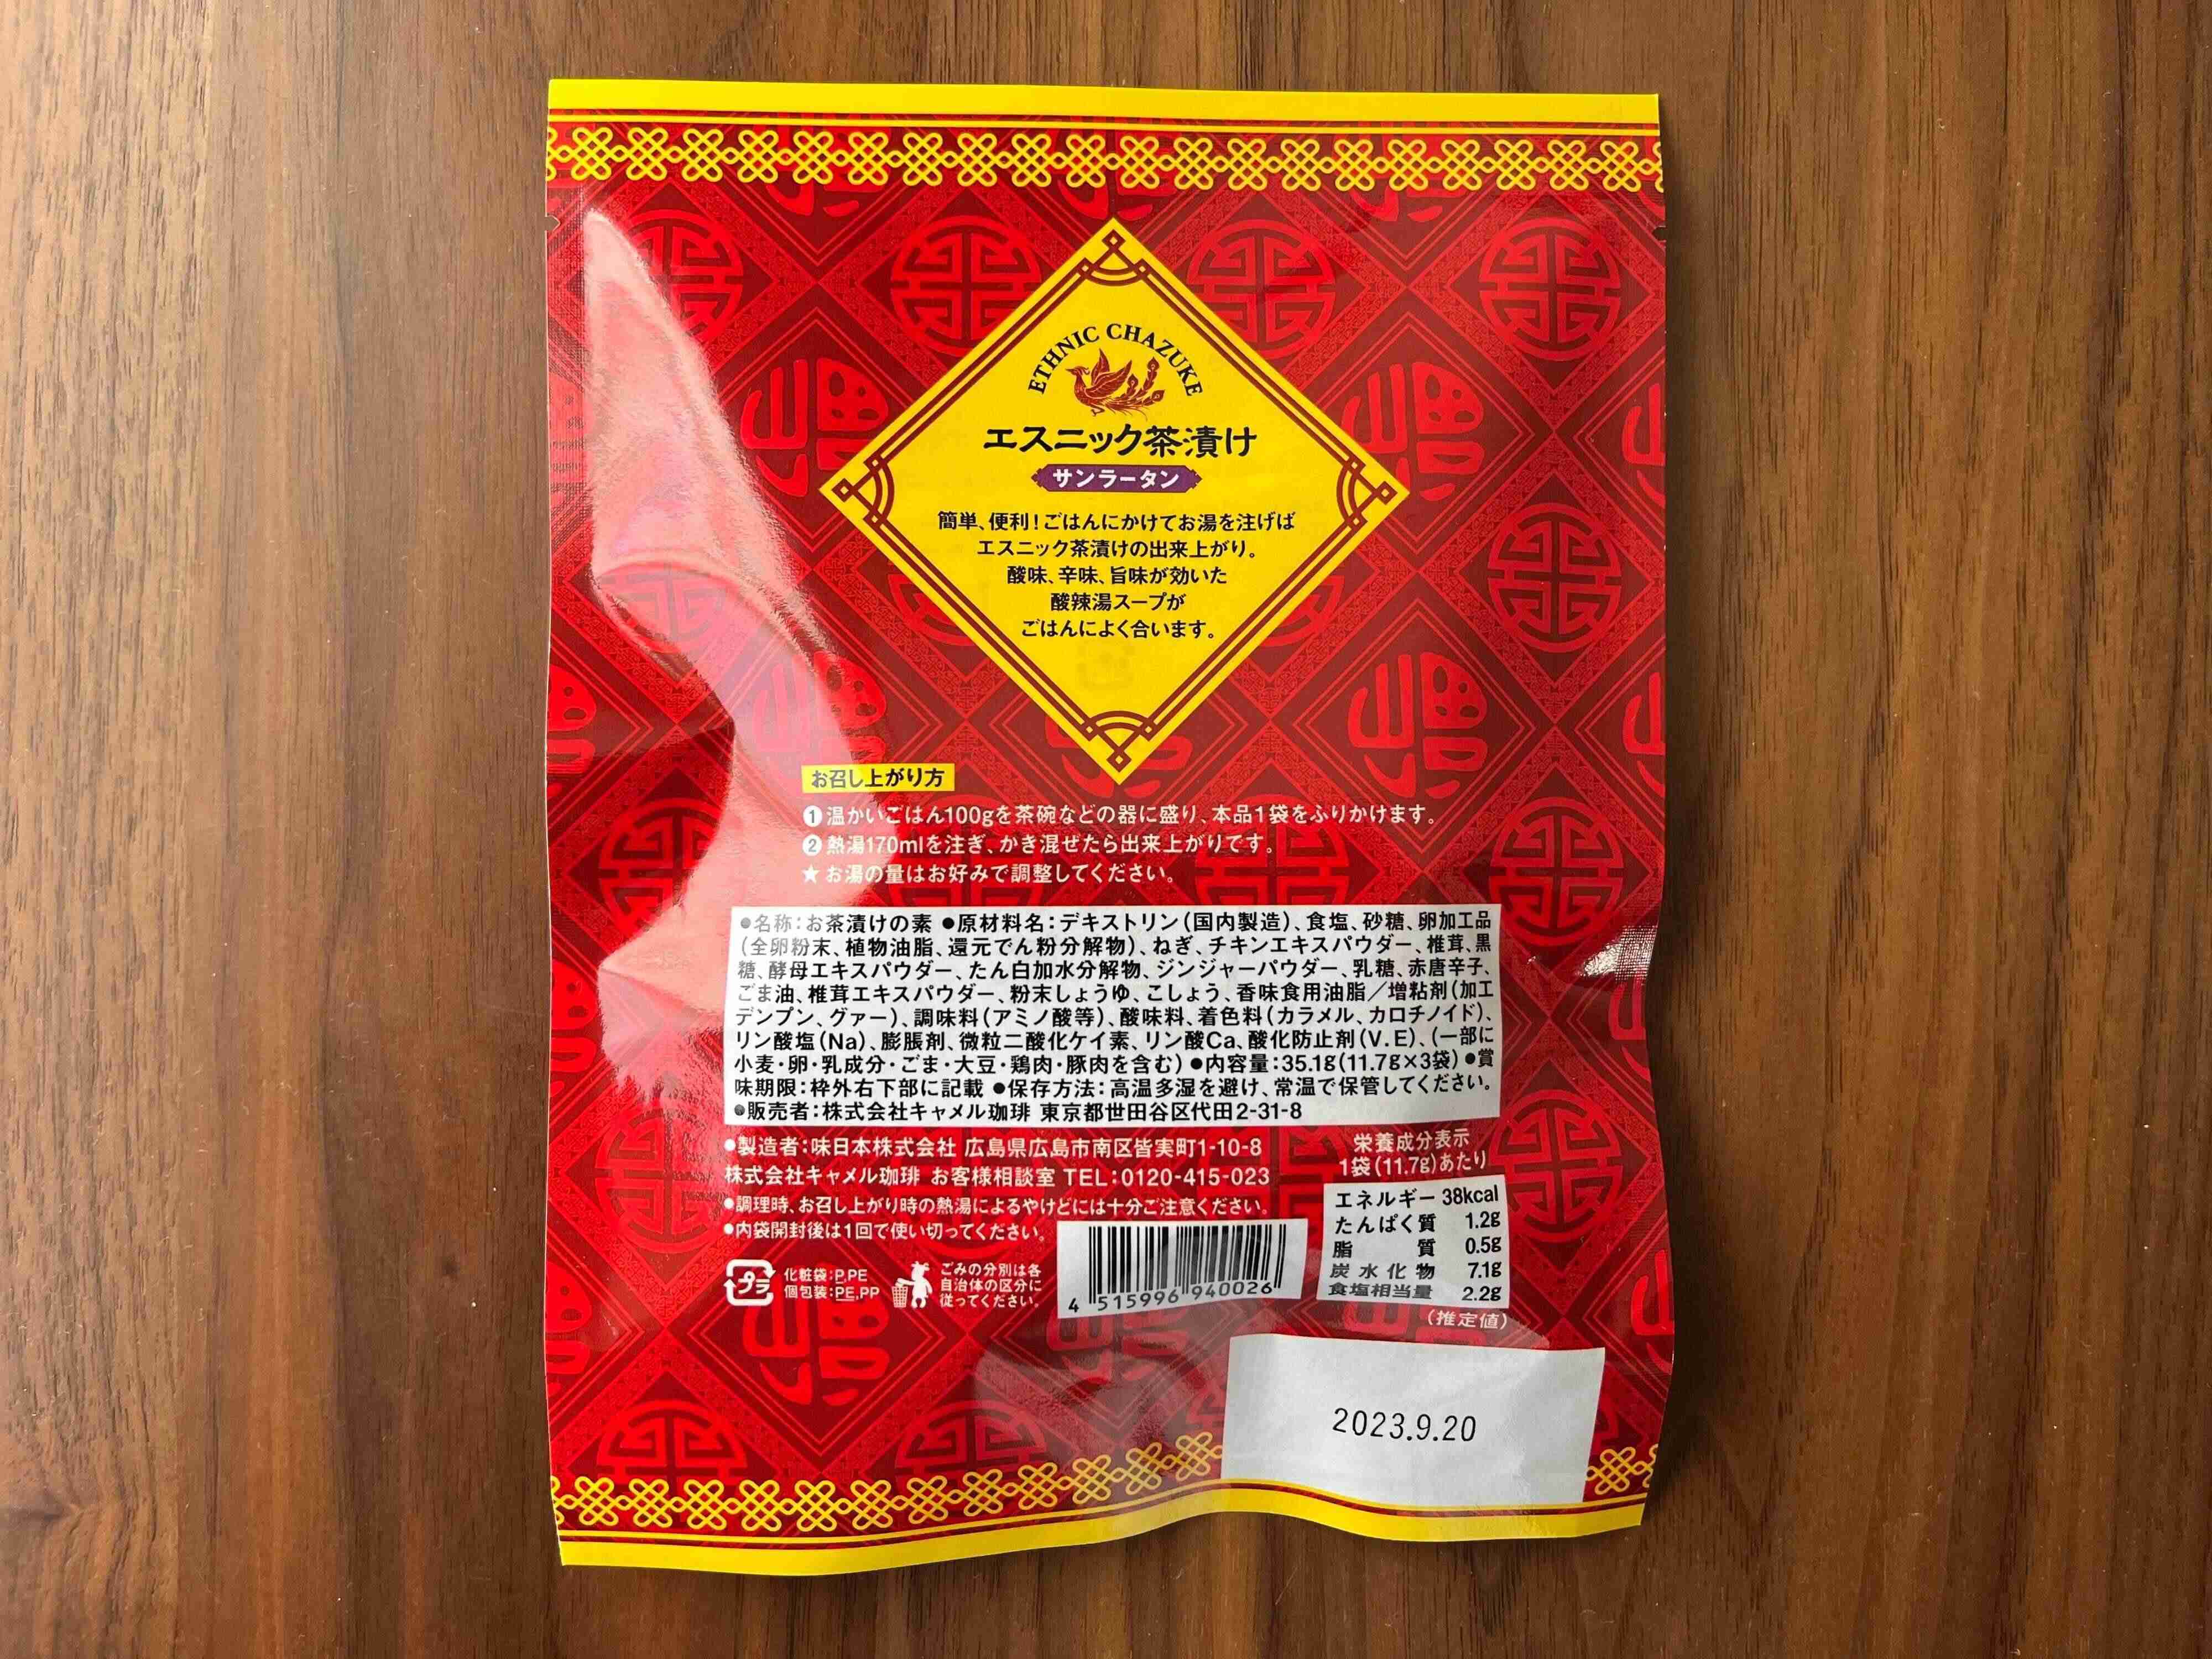 ETHNIC CHAZUKE
エスニック茶漬け
サンラータン
簡単、便利!ごはんにかけてお湯を注げば
エスニック茶漬けの出来上がり。
酸味、辛味、旨味が効いた
酸辣湯スープが
ごはんによく合います。
お召し上がり方
①温かいごはん100gを茶碗などの器に盛り、本品1袋をふりかけます。
②熱湯170mlを注ぎ、かき混ぜたら出来上がりです。
★お湯の量はお好みで調整してください。
●名称:お茶漬けの素 ●原材料名:デキストリン(国内製造)、食塩、砂糖、卵加工品
(全卵粉末、植物油脂、還元でん粉分解物)、ねぎ、チキンエキスパウダー、椎茸、黒
糖、酵母エキスパウダー、たん白加水分解物、ジンジャーパウダー、乳糖、赤唐辛子、
ごま油、椎茸エキスパウダー、粉末しょうゆ、こしょう、香味食用油脂/増粘剤(加工
デンプン、グァー)、調味料(アミノ酸等)、酸味料、着色料(カラメル、カロチノイド)、
リン酸塩(Na)、膨脹剤、微粒二酸化ケイ素、リン酸Ca、酸化防止剤(V.E)、(一部に
小麦・卵・乳成分・ごま・大豆・鶏肉・豚肉を含む) ●内容量:35.1g(11.7g×3袋) ●賞
味期限:枠外右下部に記載 ●保存方法:高温多湿を避け、常温で保管してください。
●販売者:株式会社キャメル珈琲 東京都世田谷区代田2-31-8
●製造者:味日本株式会社 広島県広島市南区皆実町1-10-8
株式会社キャメル珈琲 お客様相談室 TEL:0120-415-023
●調理時、お召し上がり時の熱湯によるやけどには十分ご注意ください。
●内袋開封後は1回で使い切ってください。
プラ
化粧袋:P,PE
個包装:PE,PP
ごみの分別は各
自治体の区分に
従ってください。
4 515996 940026
栄養成分表示
1袋(11.7g)あたり
エネルギー 38kcal
たんぱく質 1.2g
脂質 0.5g
炭水化物 7.1g
食塩相当量 2.2g
(推定値)
2023.9.20